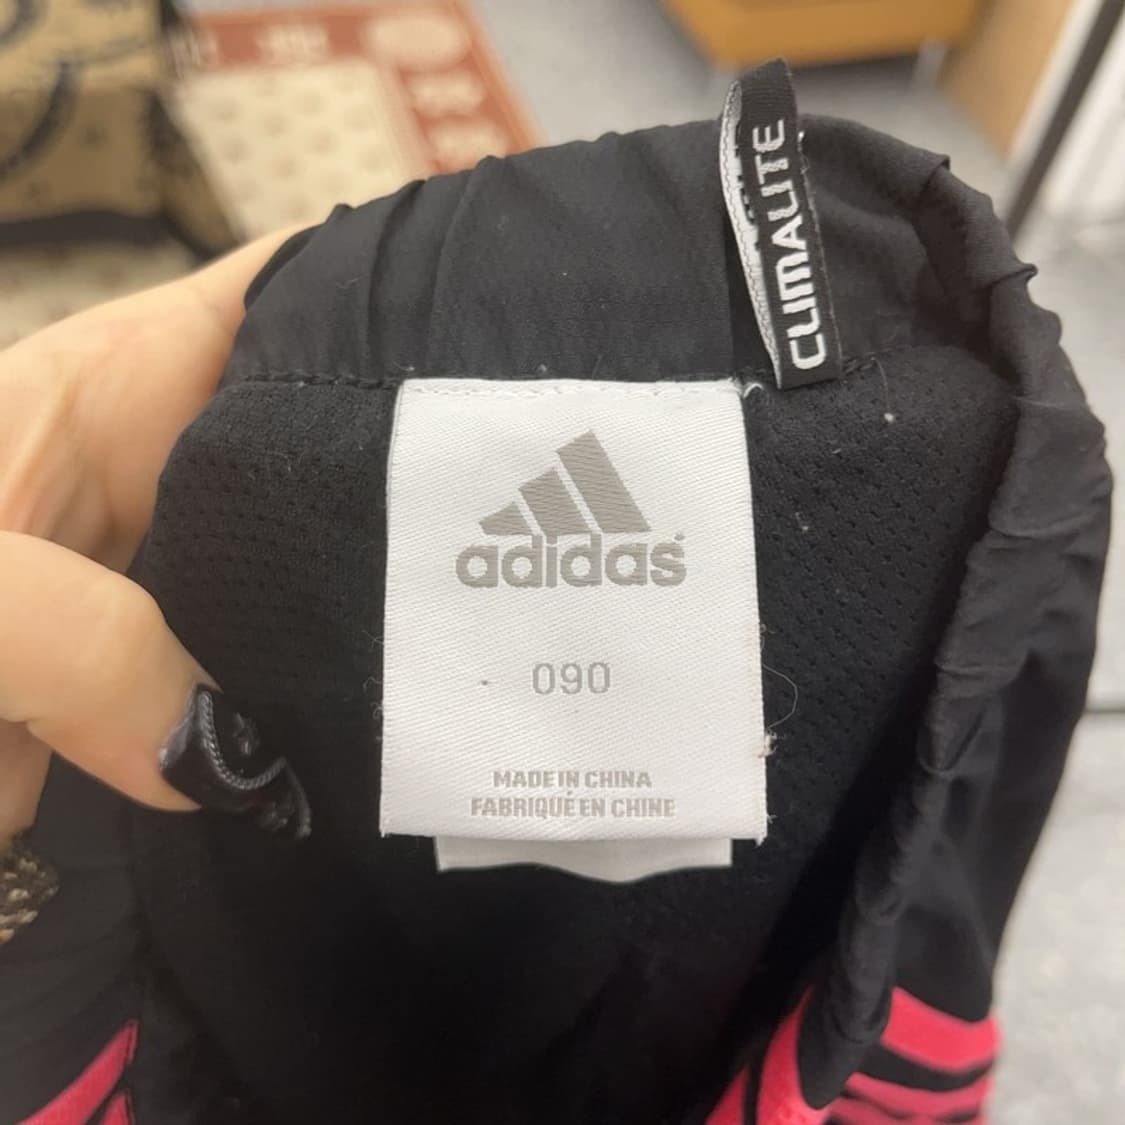 CLIMALITE
adidas
090
MADE IN CHINA
FABRIQUÉ EN CHINE